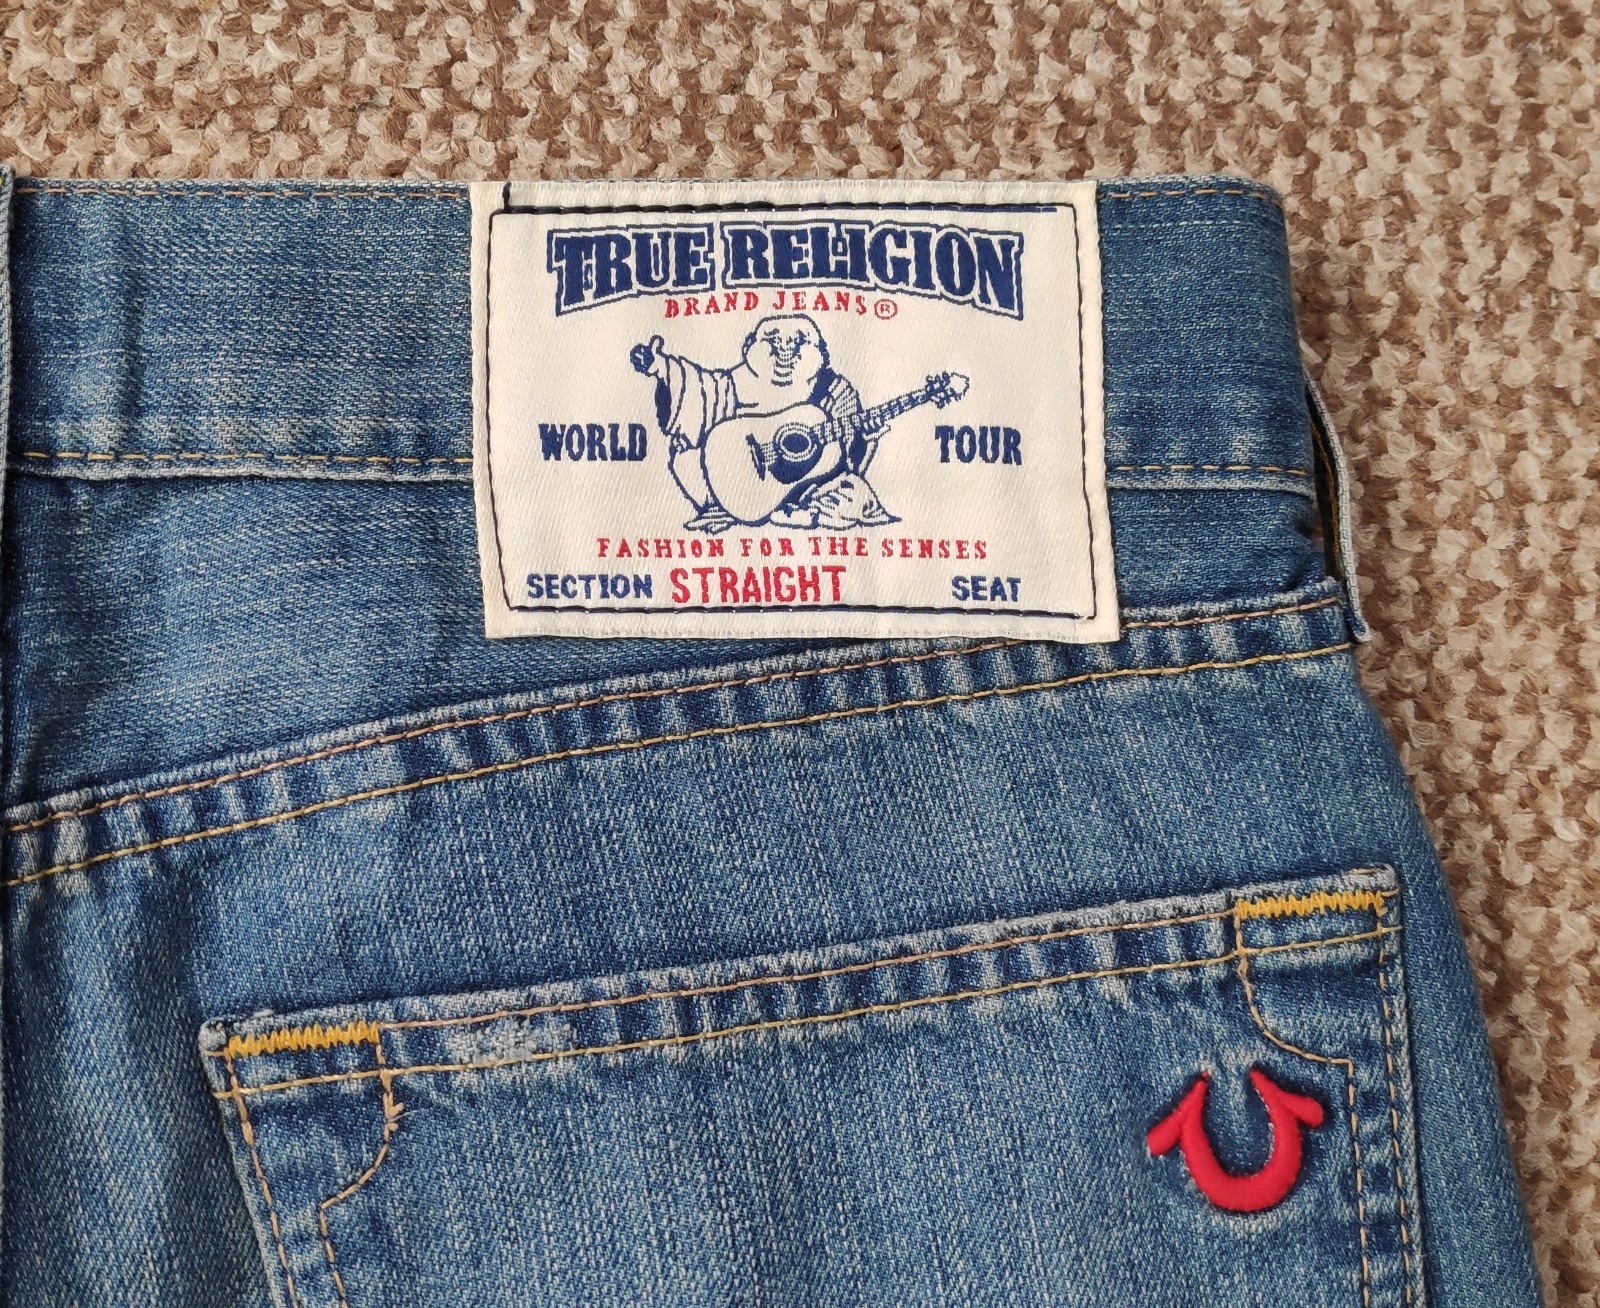 TRUE RELIGION
BRAND JEANS®
WORLD TOUR
FASHION FOR THE SENSES
SECTION STRAIGHT SEAT